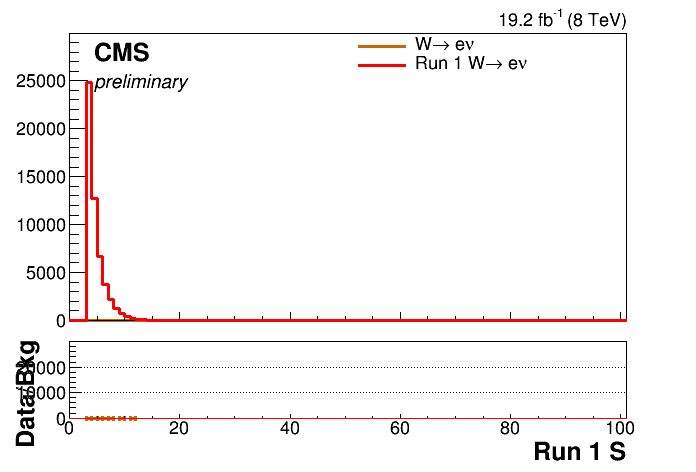 19.2 fb-1 (8 TeV)
CMS
preliminary
W→ eν
Run 1 W→ eν
25000
20000
15000
10000
5000
0
Data/Bkg
10000
0
0 20 40 60 80 100
Run 1 S